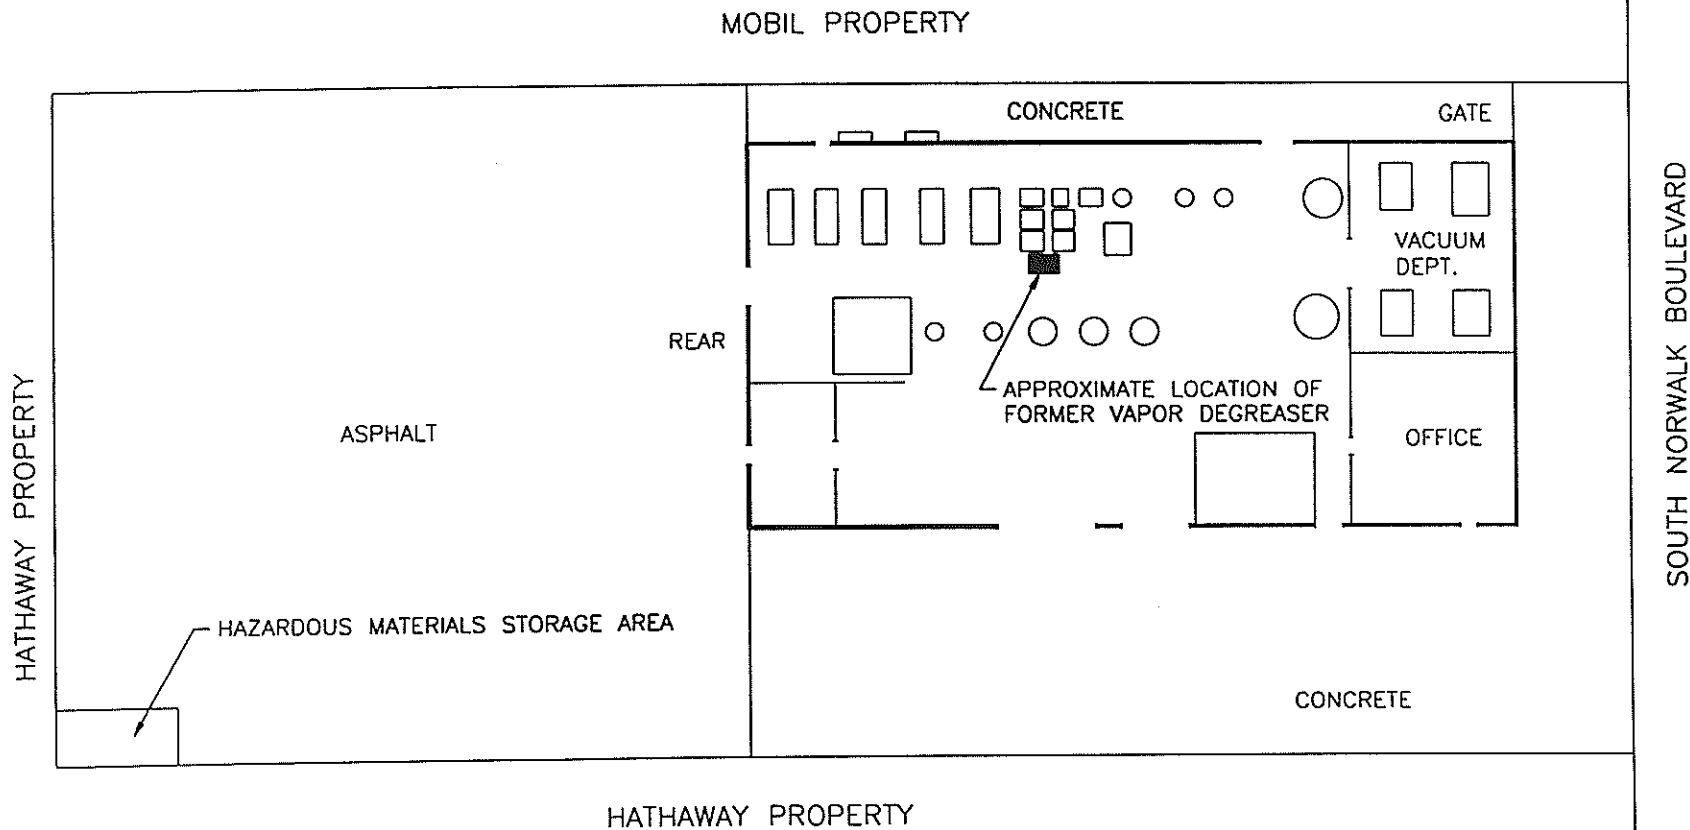 MOBIL PROPERTY
CONCRETE
GATE
VACUUM
DEPT.
SOUTH NORWALK BOULEVARD
REAR
APPROXIMATE LOCATION OF
FORMER VAPOR DEGREASER
OFFICE
ASPHALT
HATHAWAY PROPERTY
HAZARDOUS MATERIALS STORAGE AREA
CONCRETE
HATHAWAY PROPERTY